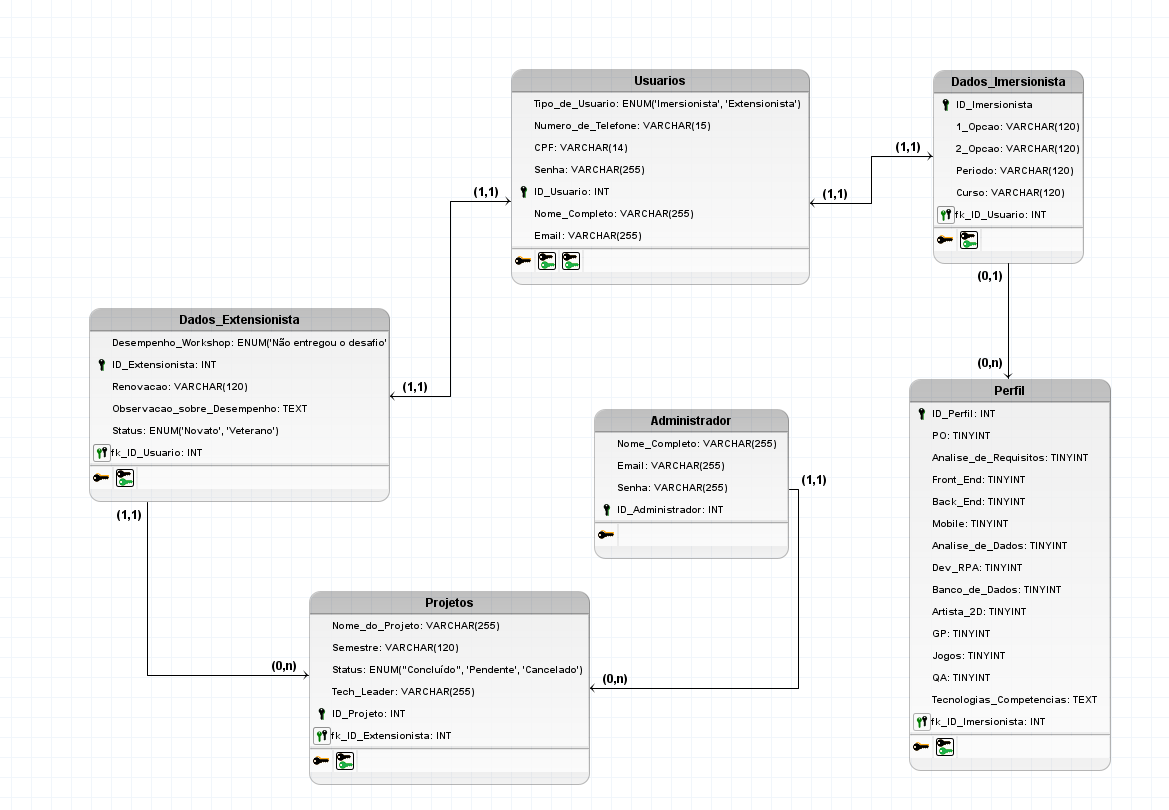 Usuarios
Tipo_de_Usuario: ENUM('Imersionista', 'Extensionista')
Numero_de_Telefone: VARCHAR(15)
CPF: VARCHAR(14)
Senha: VARCHAR(255)
ID_Usuario: INT
Nome_Completo: VARCHAR(255)
Email: VARCHAR(255)
Dados_Imersionista
ID_Imersionista
1_Opcao: VARCHAR(120)
2_Opcao: VARCHAR(120)
Periodo: VARCHAR(120)
Curso: VARCHAR(120)
fk_ID_Usuario: INT
(1,1)
(1,1)
(1,1)
(1,1)
(0,1)
(0,n)
Dados_Extensionista
Desempenho_Workshop: ENUM('Não entregou o desafio'
ID_Extensionista: INT
Renovacao: VARCHAR(120)
Observacao_sobre_Desempenho: TEXT
Status: ENUM('Novato', 'Veterano')
fk_ID_Usuario: INT
Administrador
Nome_Completo: VARCHAR(255)
Email: VARCHAR(255)
Senha: VARCHAR(255)
ID_Administrador: INT
Perfil
ID_Perfil: INT
PO: TINYINT
Analise_de_Requisitos: TINYINT
Front_End: TINYINT
Back_End: TINYINT
Mobile: TINYINT
Analise_de_Dados: TINYINT
Dev_RPA: TINYINT
Banco_de_Dados: TINYINT
Artista_2D: TINYINT
GP: TINYINT
Jogos: TINYINT
QA: TINYINT
Tecnologias_Competencias: TEXT
fk_ID_Imersionista: INT
(1,1)
(1,1)
(0,n)
(0,n)
Projetos
Nome_do_Projeto: VARCHAR(255)
Semestre: VARCHAR(120)
Status: ENUM("Concluído", 'Pendente', 'Cancelado')
Tech_Leader: VARCHAR(255)
ID_Projeto: INT
fk_ID_Extensionista: INT